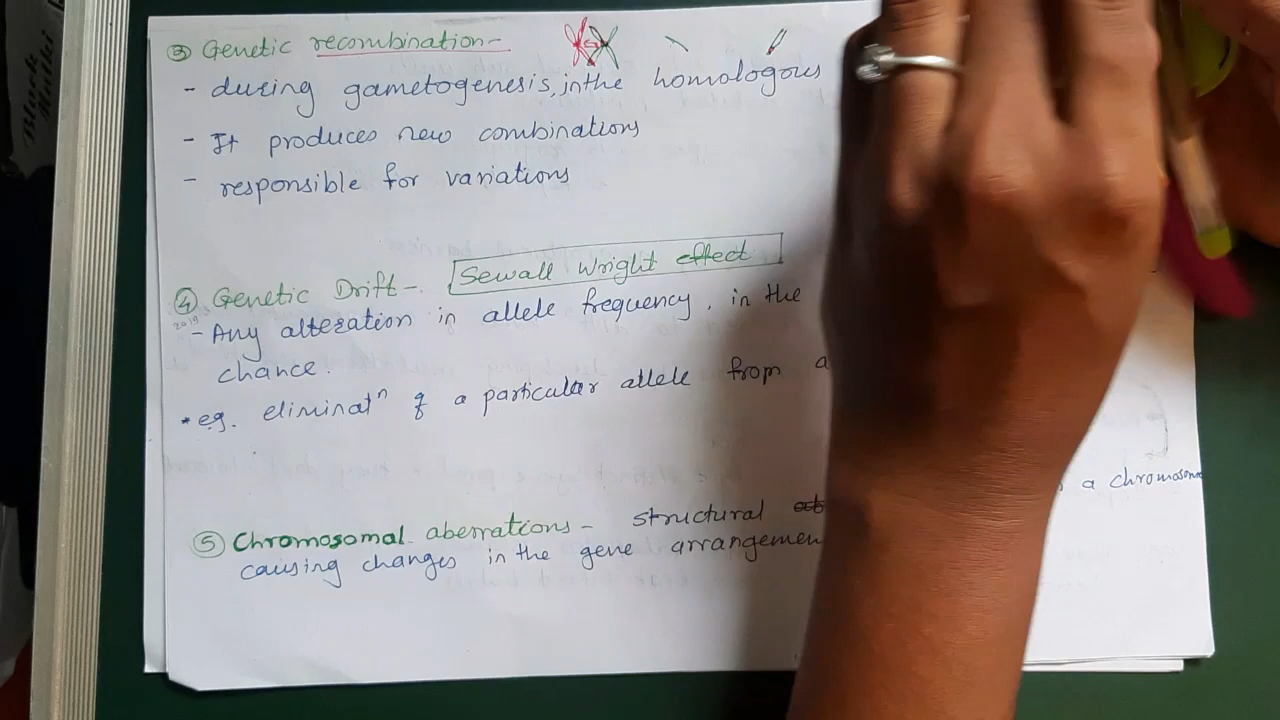 ③ Genetic recombination-
- during gametogenesis, in the homologous
- It produces new combinations
- responsible for variations
④ Genetic Drift-. Sewall Wright effect
2019
- Any alteration in allele frequency, in the
chance.
* eg. eliminatⁿ of a particular allele from a
⑤ Chromosomal aberrations - structural
a chromosome
causing changes in the gene arrangemen